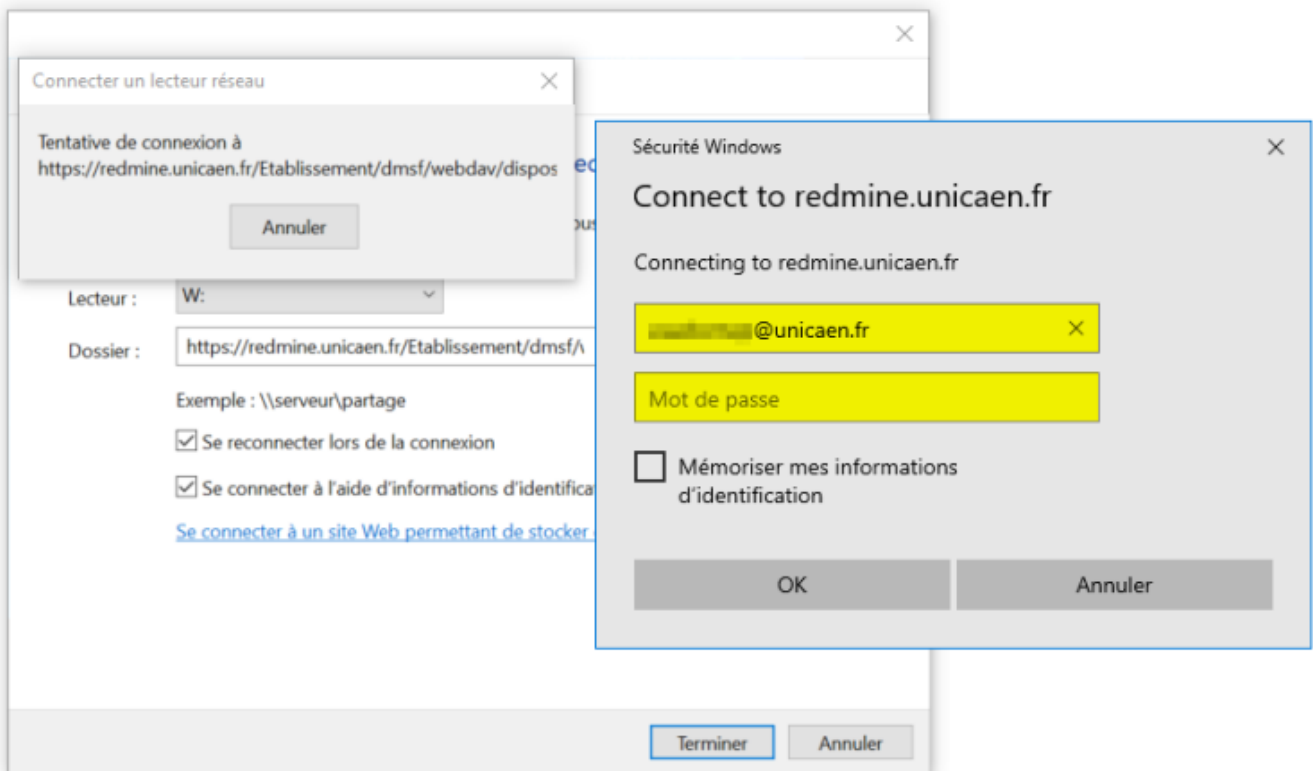 Connecter un lecteur réseau
Tentative de connexion à
https://redmine.unicaen.fr/Etablissement/dmsf/webdav/dispos
Annuler
Lecteur :
W:
Dossier :
https://redmine.unicaen.fr/Etablissement/dmsf/
Exemple : \\serveur\partage
Se reconnecter lors de la connexion
Se connecter à l'aide d'informations d'identifica
Se connecter à un site Web permettant de stocker
Terminer
Annuler
Sécurité Windows
Connect to redmine.unicaen.fr
Connecting to redmine.unicaen.fr
@unicaen.fr
Mot de passe
Mémoriser mes informations
d'identification
OK
Annuler